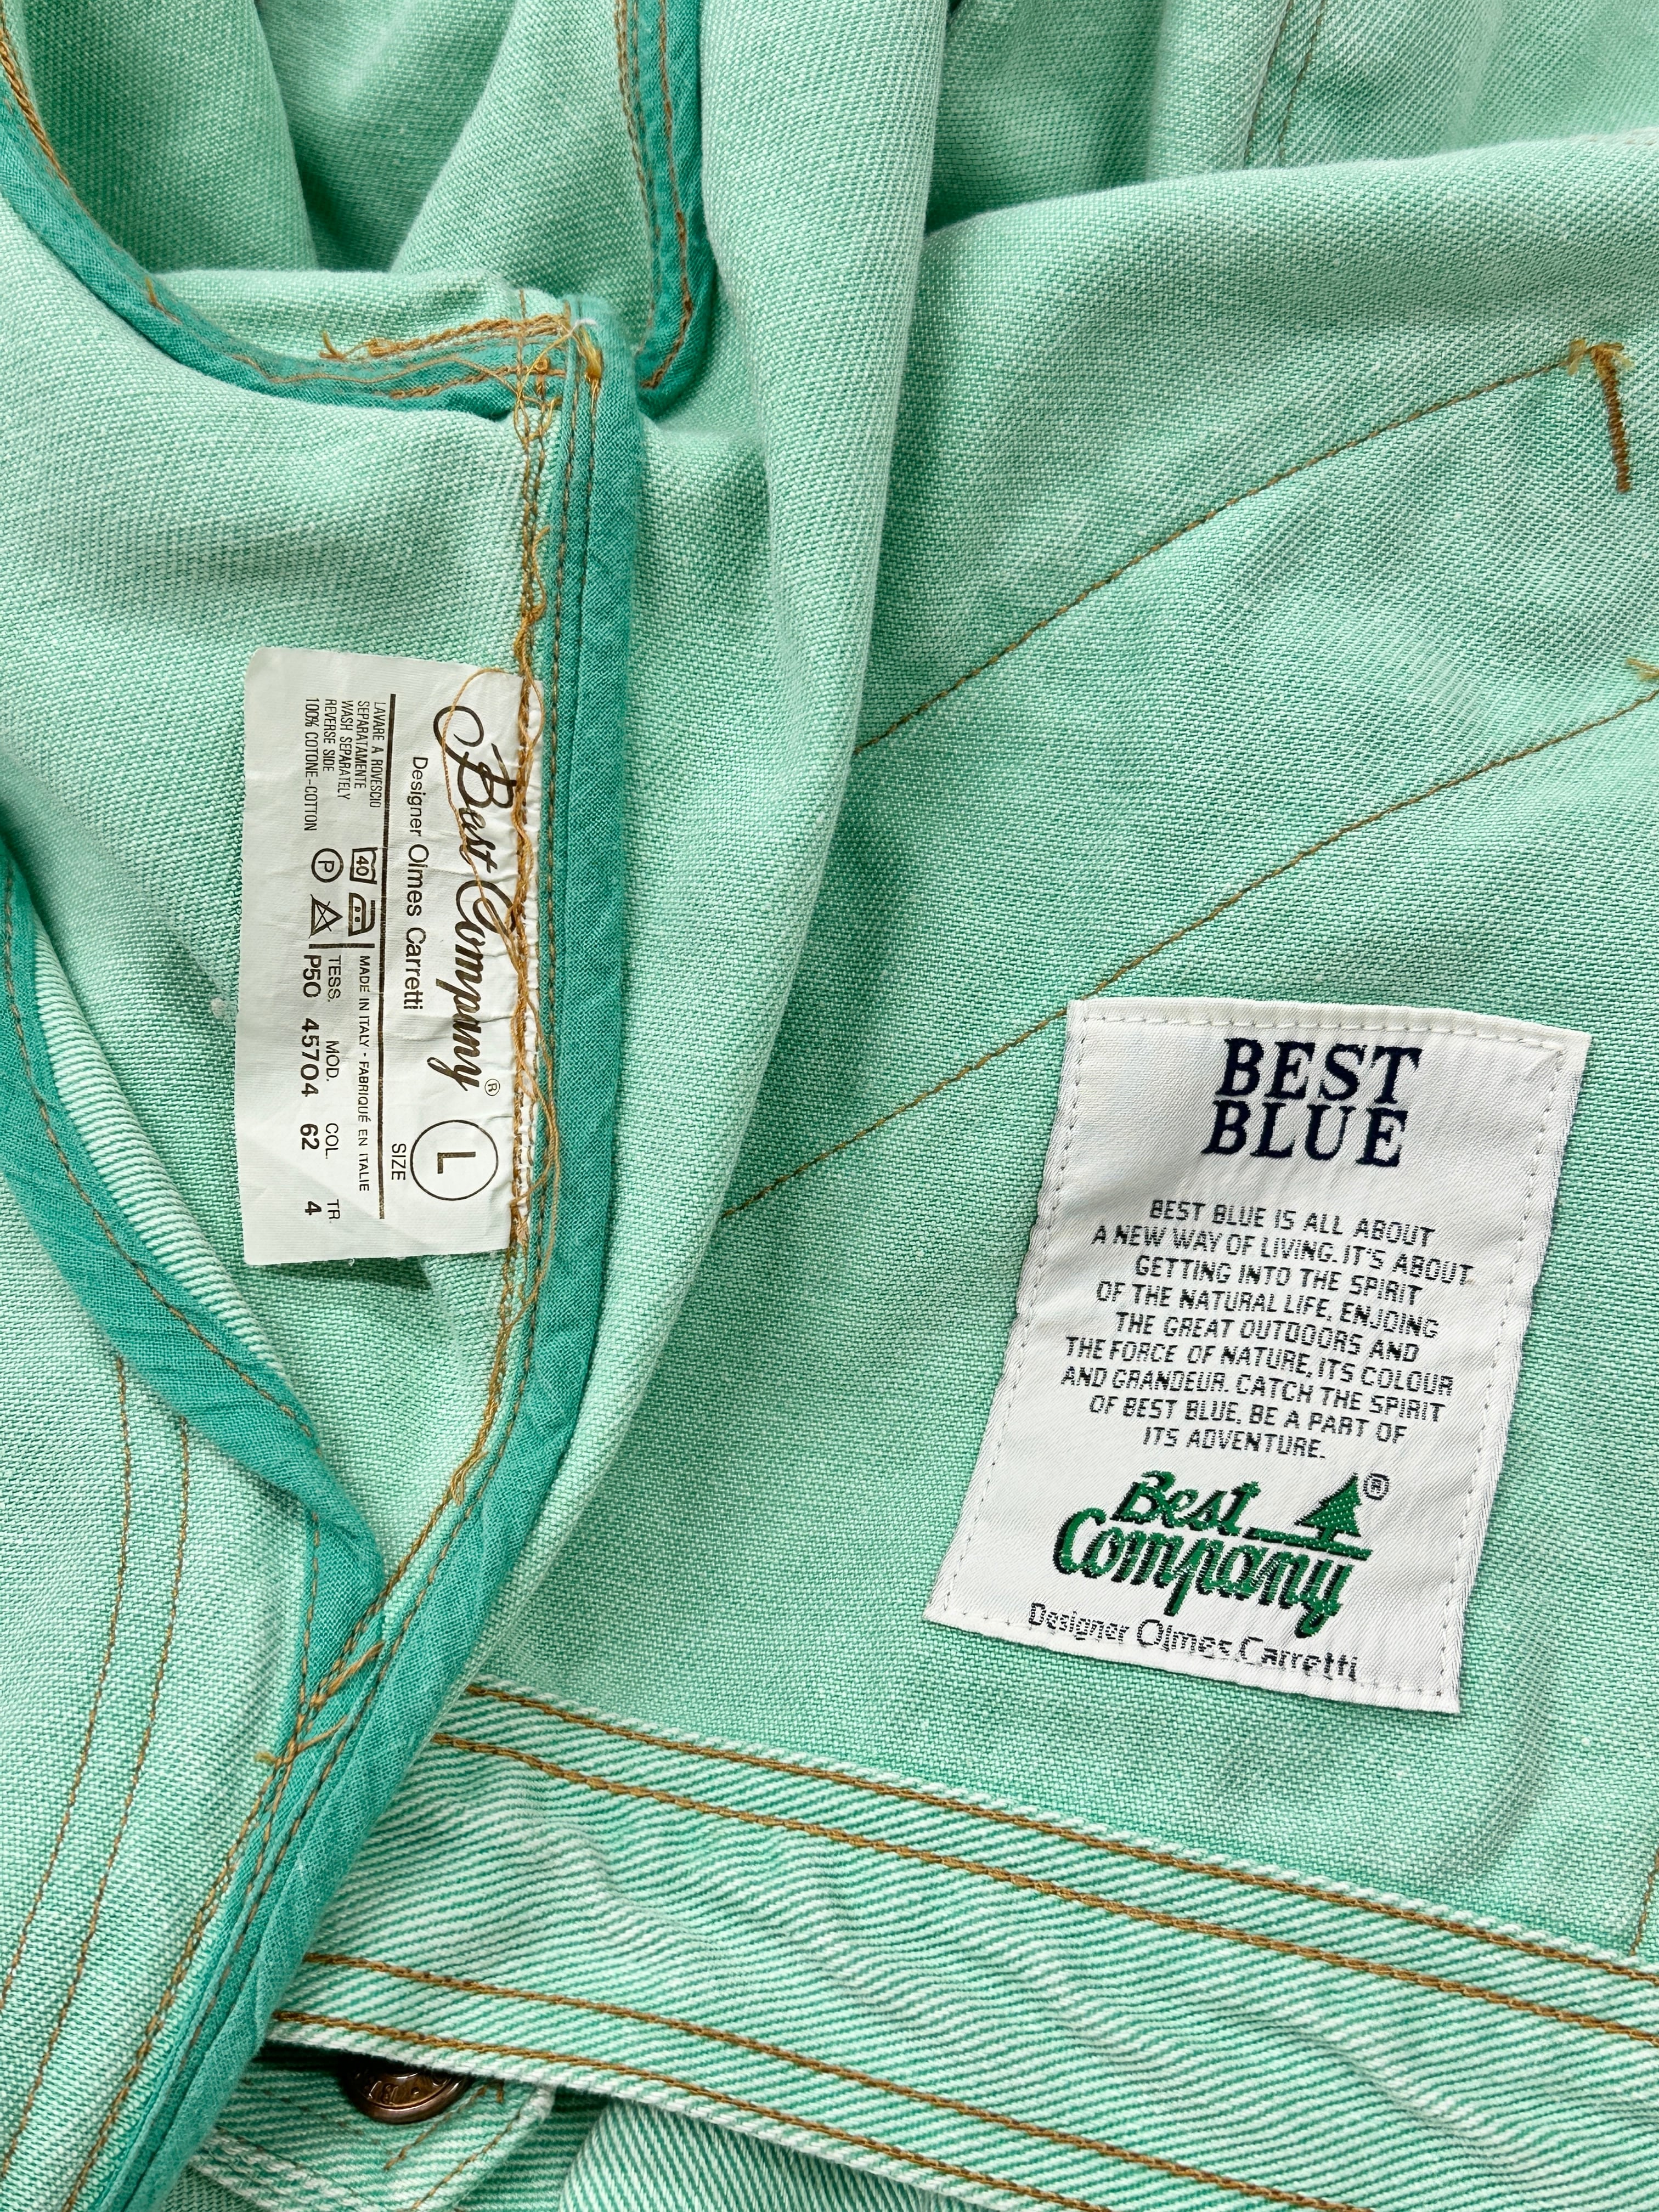 Best Company®
Designer Olmes Carretti
L
SIZE
LAVARE A ROVESCIO
SEPARATAMENTE
WASH SEPARATELY
REVERSE SIDE
100% COTONE-COTTON
40
P
MADE IN ITALY - FABRIQUÉ EN ITALIE
TESS. MOD. COL. TR.
P50 45704 62 4
BEST
BLUE
BEST BLUE IS ALL ABOUT
A NEW WAY OF LIVING. IT'S ABOUT
GETTING INTO THE SPIRIT
OF THE NATURAL LIFE, ENJOING
THE GREAT OUTDOORS AND
THE FORCE OF NATURE, ITS COLOUR
AND GRANDEUR. CATCH THE SPIRIT
OF BEST BLUE, BE A PART OF
ITS ADVENTURE.
Best
Company
®
Designer Olmes Carretti